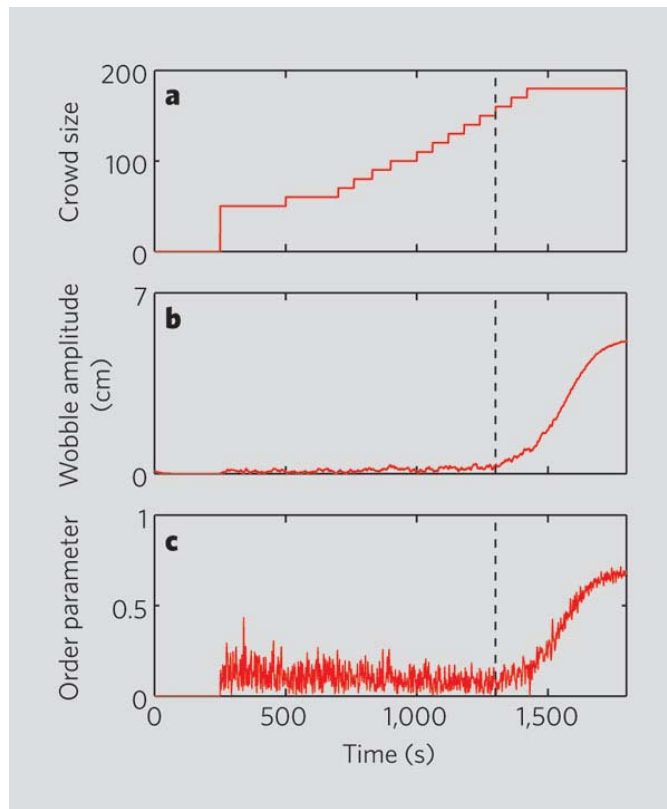 200
a
100
0
Crowd size
7
b
0
Wobble amplitude
(cm)
1
c
0.5
0
Order parameter
0
500
1,000
1,500
Time (s)